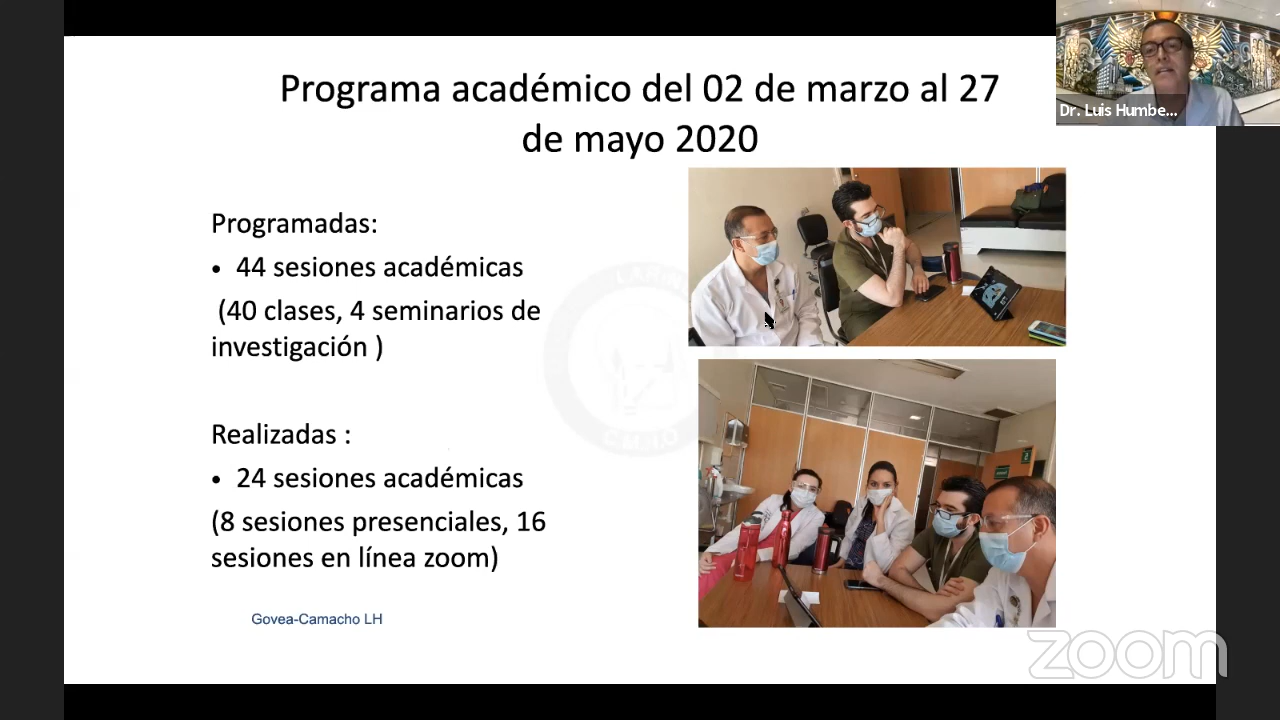 Programa académico del 02 de marzo al 27
de mayo 2020
Dr. Luis Humbe...
Programadas:
• 44 sesiones académicas
(40 clases, 4 seminarios de
investigación )
CMHO
Realizadas :
• 24 sesiones académicas
(8 sesiones presenciales, 16
sesiones en línea zoom)
Govea-Camacho LH
zoom